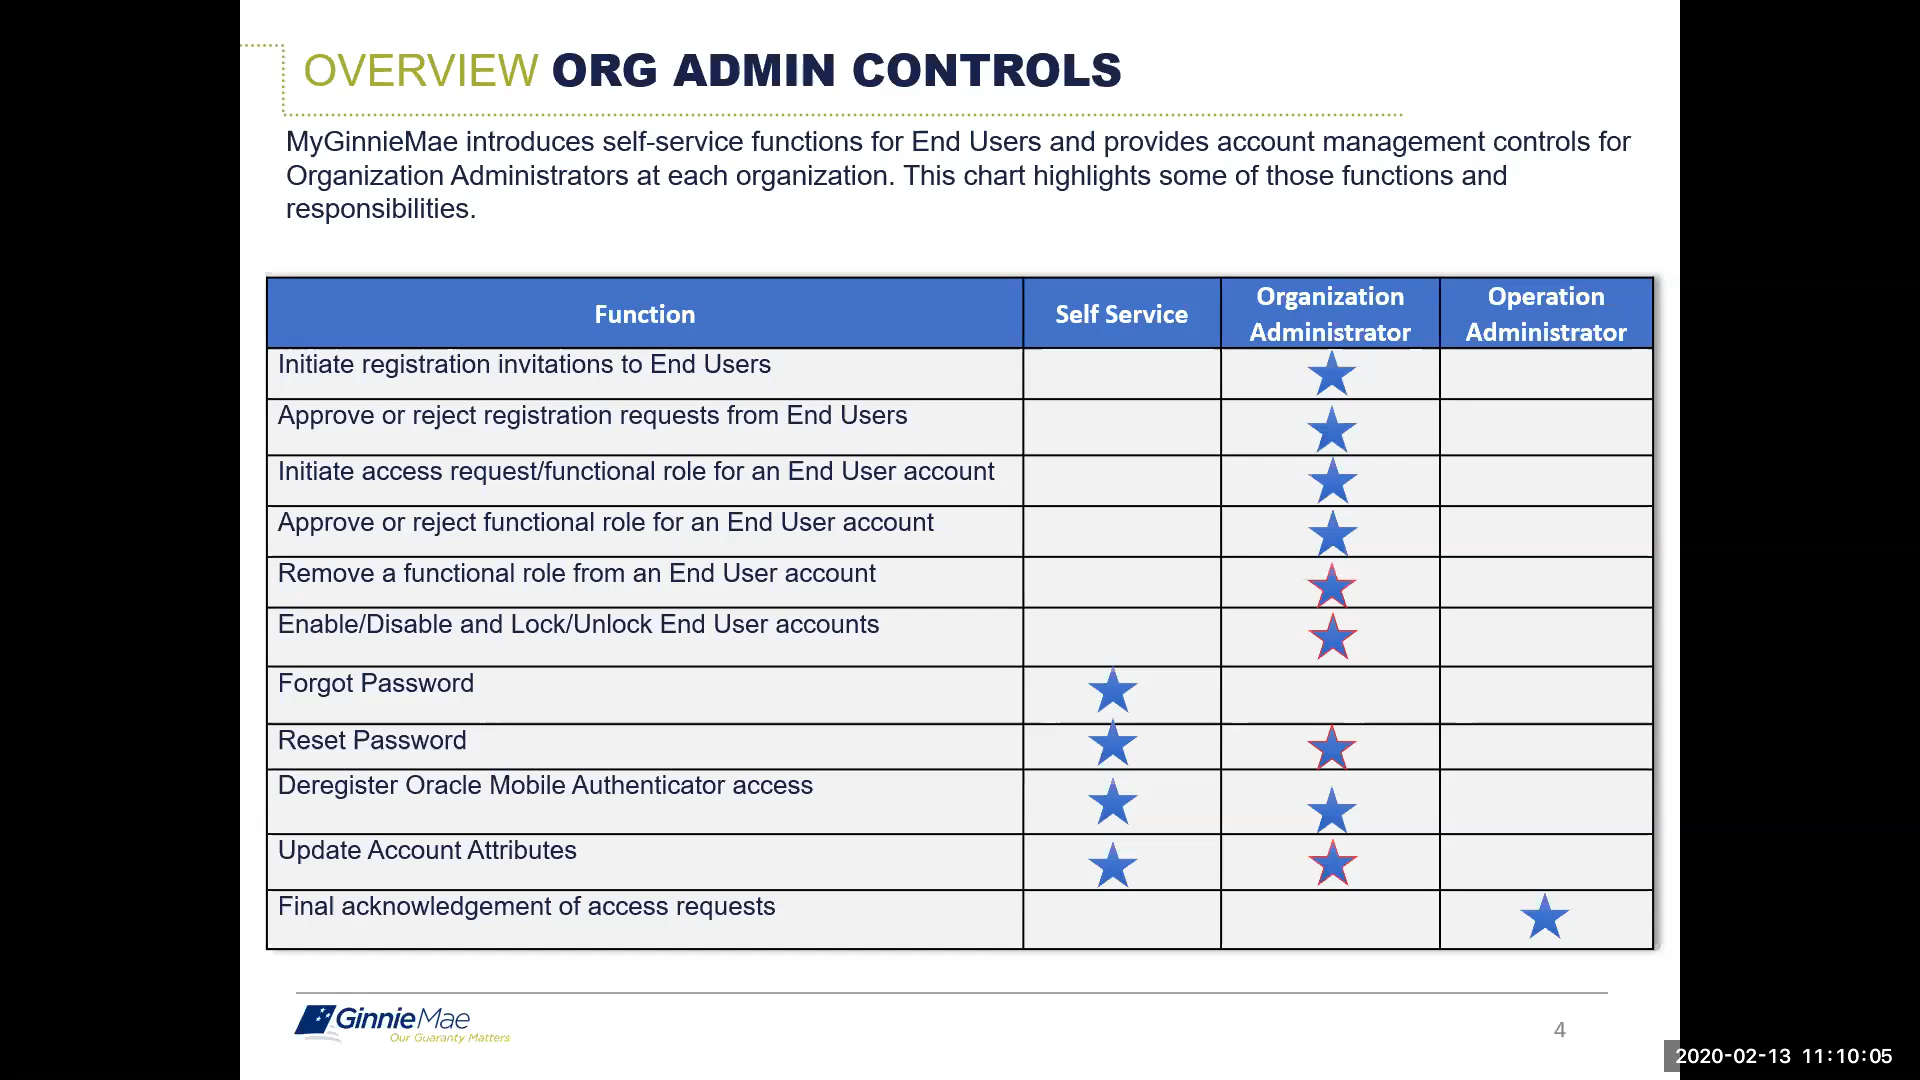 OVERVIEW ORG ADMIN CONTROLS
MyGinnieMae introduces self-service functions for End Users and provides account management controls for
Organization Administrators at each organization. This chart highlights some of those functions and
responsibilities.
Function
Self Service
Organization
Administrator
Operation
Administrator
Initiate registration invitations to End Users
Approve or reject registration requests from End Users
Initiate access request/functional role for an End User account
Approve or reject functional role for an End User account
Remove a functional role from an End User account
Enable/Disable and Lock/Unlock End User accounts
Forgot Password
Reset Password
Deregister Oracle Mobile Authenticator access
Update Account Attributes
Final acknowledgement of access requests
GinnieMae
Our Guaranty Matters
4
2020-02-13 11:10:05